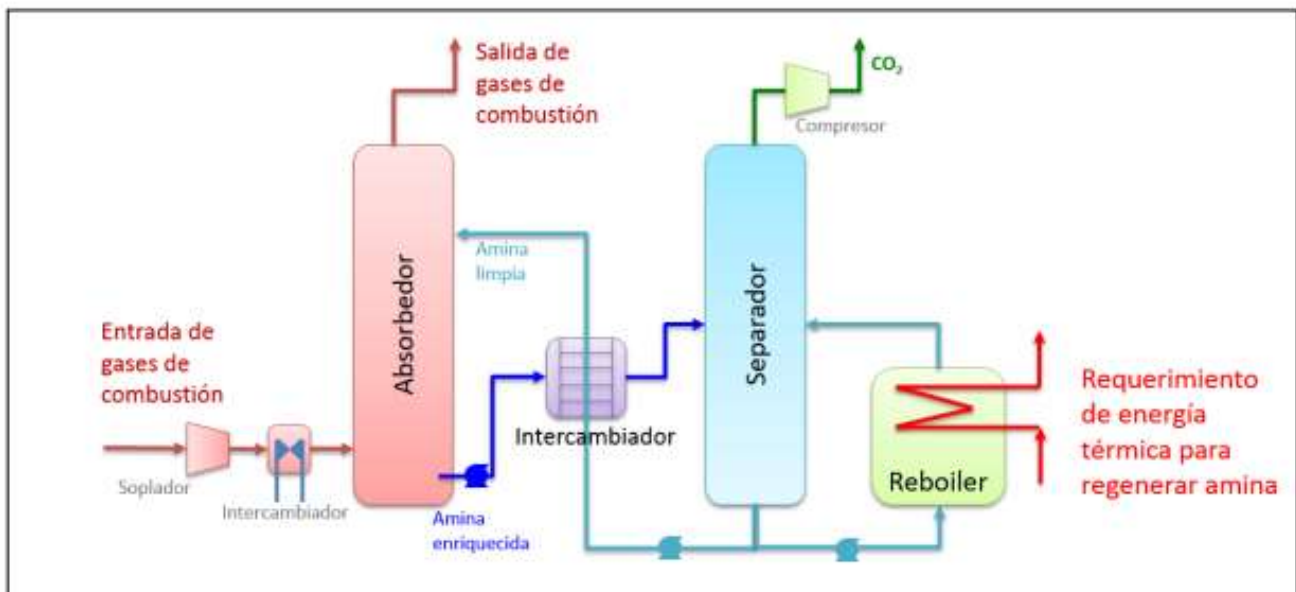 Salida de
gases de
combustión
CO₂
Compresor
Absorbedor
Amina
limpia
Separador
Entrada de
gases de
combustión
Soplador
Intercambiador
Intercambiador
Amina
enriquecida
Reboiler
Requerimiento
de energía
térmica para
regenerar amina